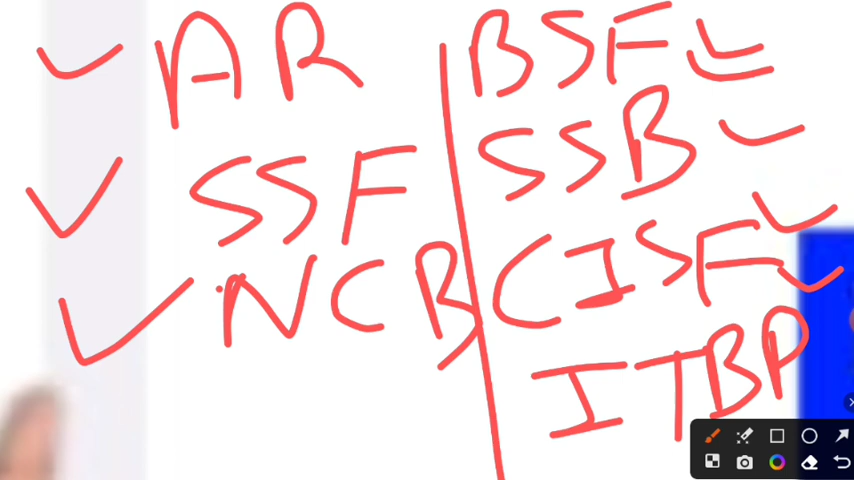 AR
SSF
NCB
BSF
SSB
CISF
ITBP